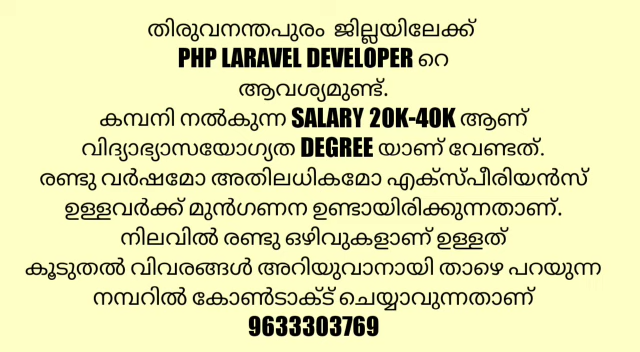 തിരുവനന്തപുരം ജില്ലയിലേക്ക്
PHP LARAVEL DEVELOPER റെ
ആവശ്യമുണ്ട്.
കമ്പനി നൽകുന്ന SALARY 20K-40K ആണ്
വിദ്യാഭ്യാസയോഗ്യത DEGREE യാണ് വേണ്ടത്.
രണ്ടു വർഷമോ അതിലധികമോ എക്സ്പീരിയൻസ്
ഉള്ളവർക്ക് മുൻഗണന ഉണ്ടായിരിക്കുന്നതാണ്.
നിലവിൽ രണ്ടു ഒഴിവുകളാണ് ഉള്ളത്
കൂടുതൽ വിവരങ്ങൾ അറിയുവാനായി താഴെ പറയുന്ന
നമ്പറിൽ കോൺടാക്ട് ചെയ്യാവുന്നതാണ്
9633303769